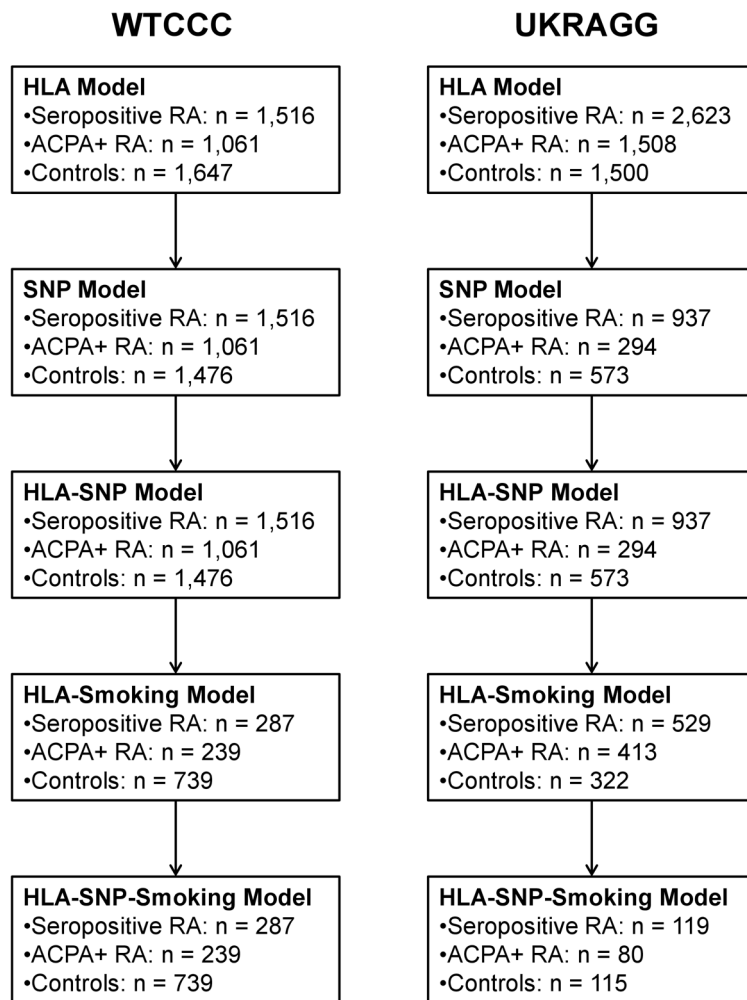 WTCCC
HLA Model
•Seropositive RA: n = 1,516
•ACPA+ RA: n = 1,061
•Controls: n = 1,647
SNP Model
•Seropositive RA: n = 1,516
•ACPA+ RA: n = 1,061
•Controls: n = 1,476
HLA-SNP Model
•Seropositive RA: n = 1,516
•ACPA+ RA: n = 1,061
•Controls: n = 1,476
HLA-Smoking Model
•Seropositive RA: n = 287
•ACPA+ RA: n = 239
•Controls: n = 739
HLA-SNP-Smoking Model
•Seropositive RA: n = 287
•ACPA+ RA: n = 239
•Controls: n = 739
UKRAGG
HLA Model
•Seropositive RA: n = 2,623
•ACPA+ RA: n = 1,508
•Controls: n = 1,500
SNP Model
•Seropositive RA: n = 937
•ACPA+ RA: n = 294
•Controls: n = 573
HLA-SNP Model
•Seropositive RA: n = 937
•ACPA+ RA: n = 294
•Controls: n = 573
HLA-Smoking Model
•Seropositive RA: n = 529
•ACPA+ RA: n = 413
•Controls: n = 322
HLA-SNP-Smoking Model
•Seropositive RA: n = 119
•ACPA+ RA: n = 80
•Controls: n = 115